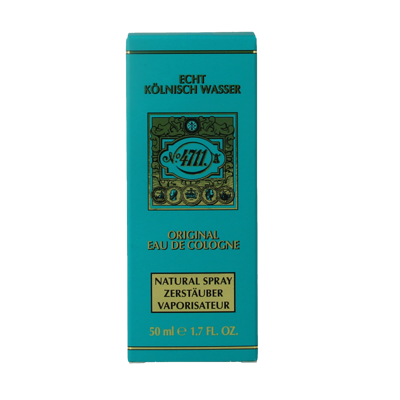 ECHT
KÖLNISCH WASSER
Nº 4711.
ORIGINAL
EAU DE COLOGNE
NATURAL SPRAY
ZERSTÄUBER
VAPORISATEUR
50 ml ℮ 1.7 FL. OZ.